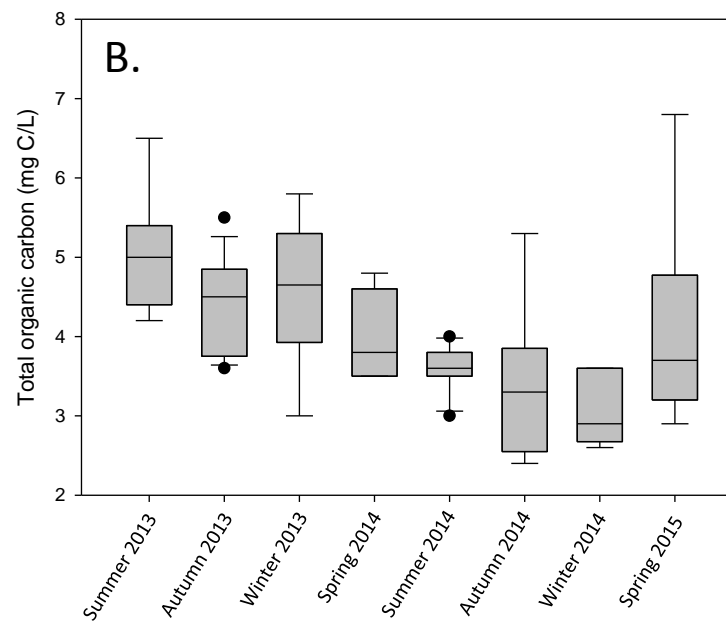 B.
Total organic carbon (mg C/L)
8
7
6
5
4
3
2
Summer 2013
Autumn 2013
Winter 2013
Spring 2014
Summer 2014
Autumn 2014
Winter 2014
Spring 2015